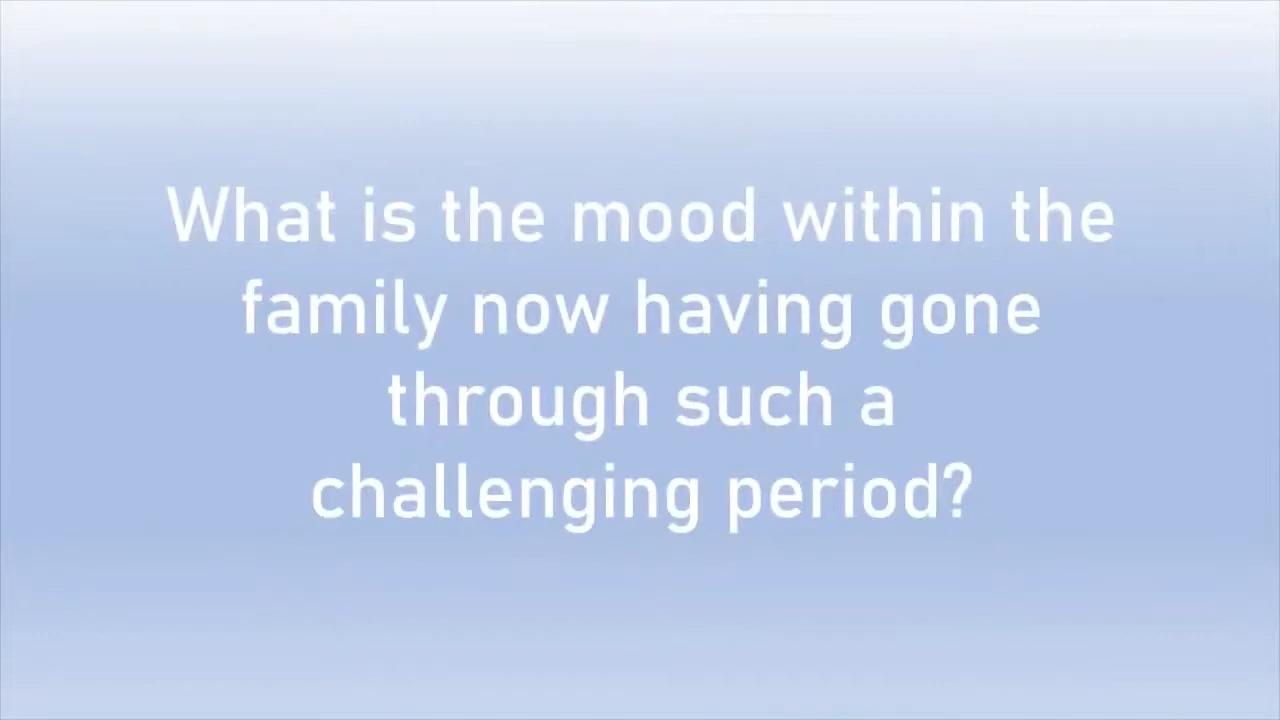 What is the mood within the
family now having gone
through such a
challenging period?